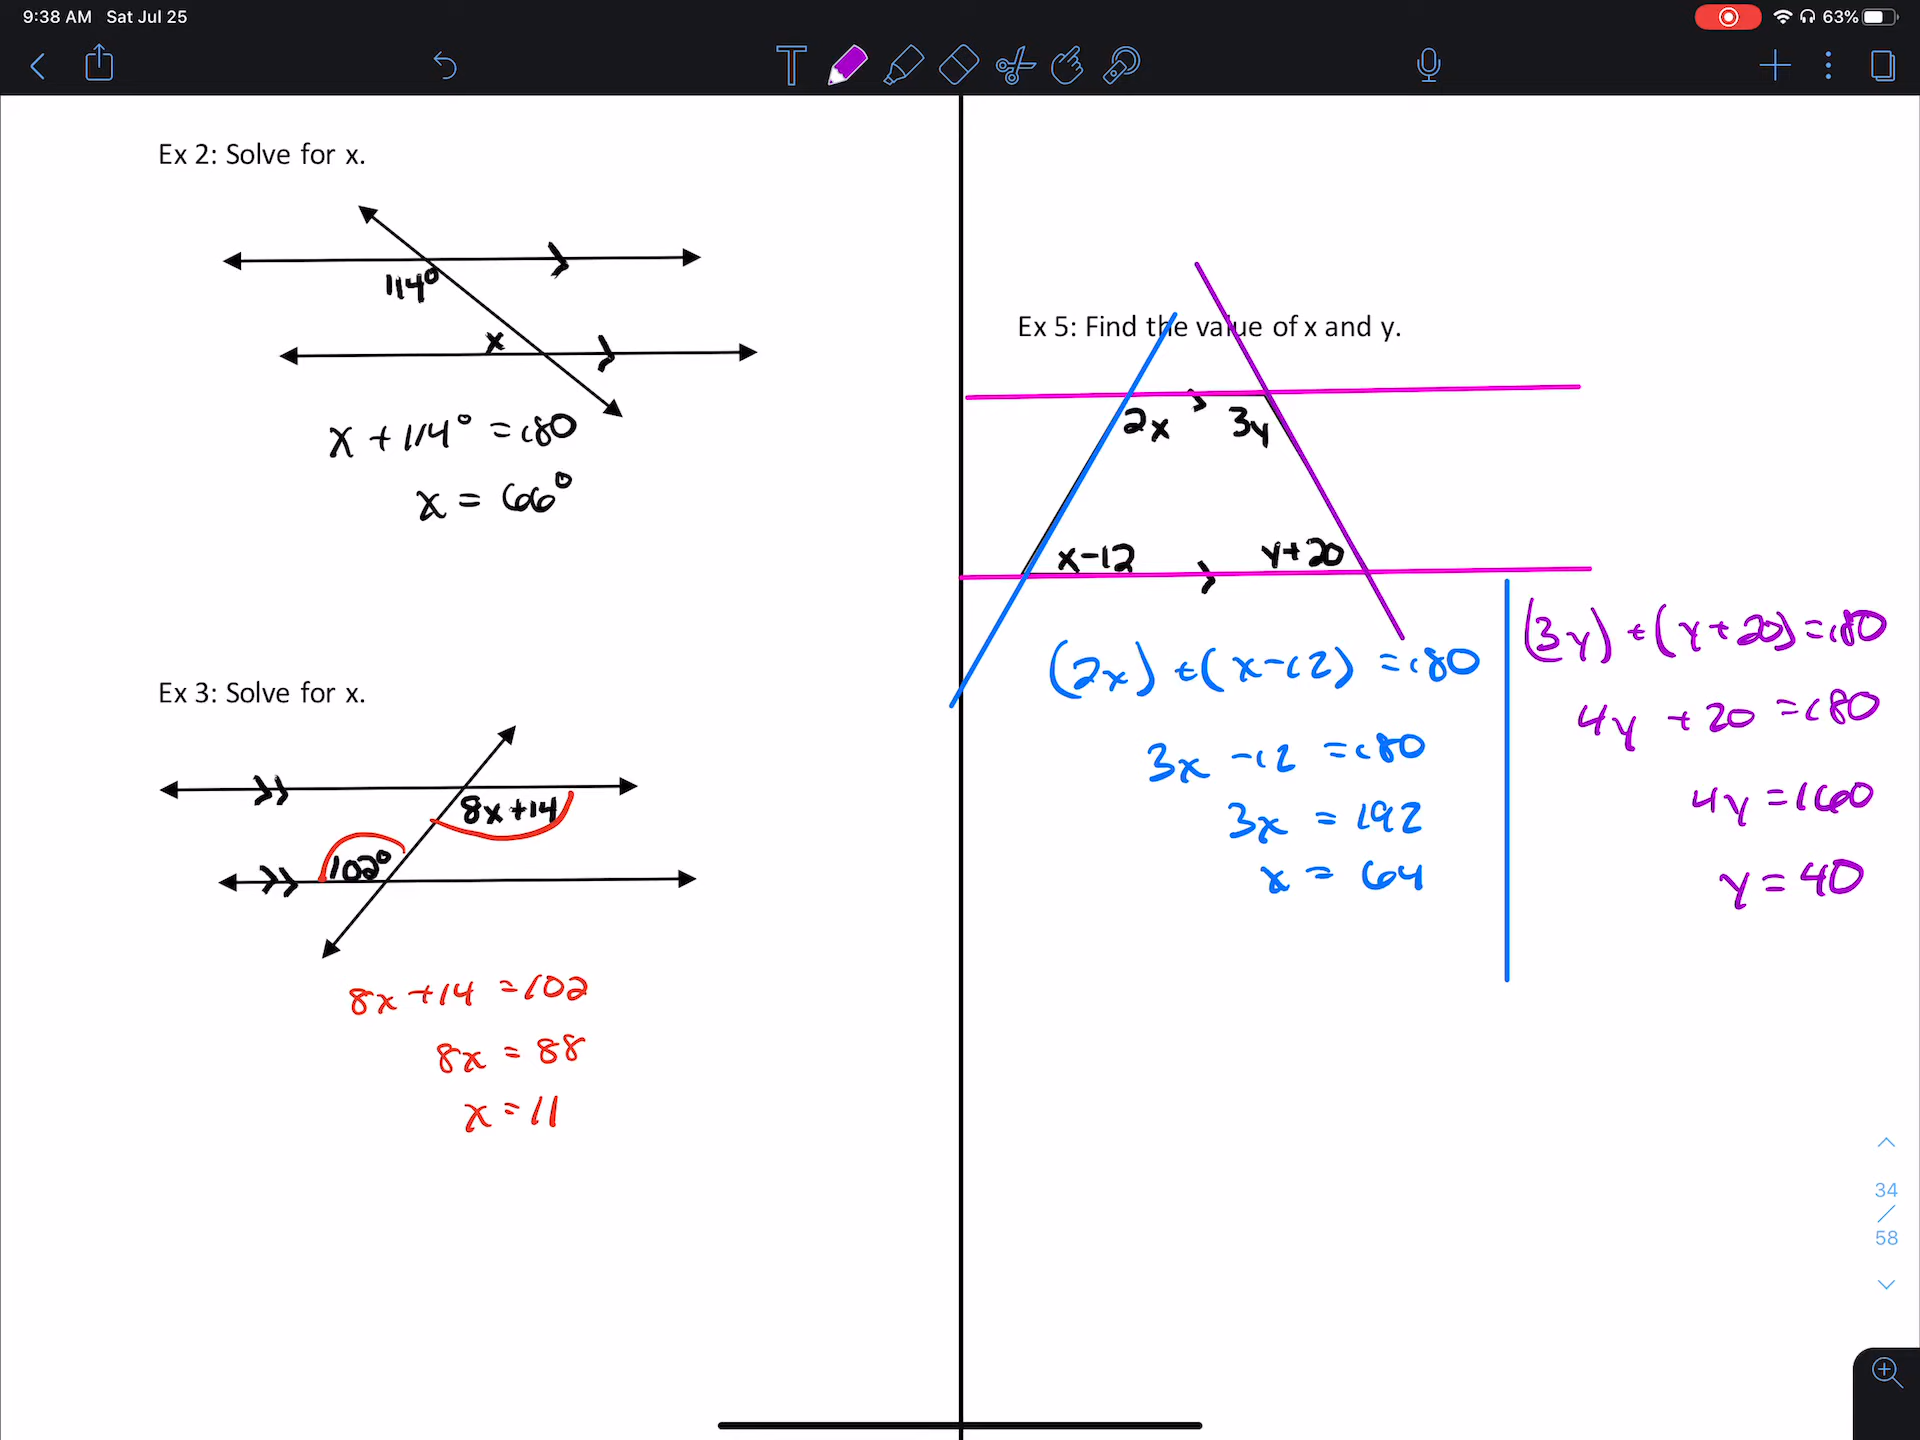 9:38 AM Sat Jul 25
63%
Ex 2: Solve for x.
114°
x
x + 114° = 180
x = 66°
Ex 3: Solve for x.
8x+14
102°
8x + 14 = 102
8x = 88
x = 11
Ex 5: Find the value of x and y.
2x 3y
x-12 y+20
(2x) + (x-12) = 180
3x - 12 = 180
3x = 192
x = 64
(3y) + (y+20) = 180
4y + 20 = 180
4y = 160
y = 40
34
/
58